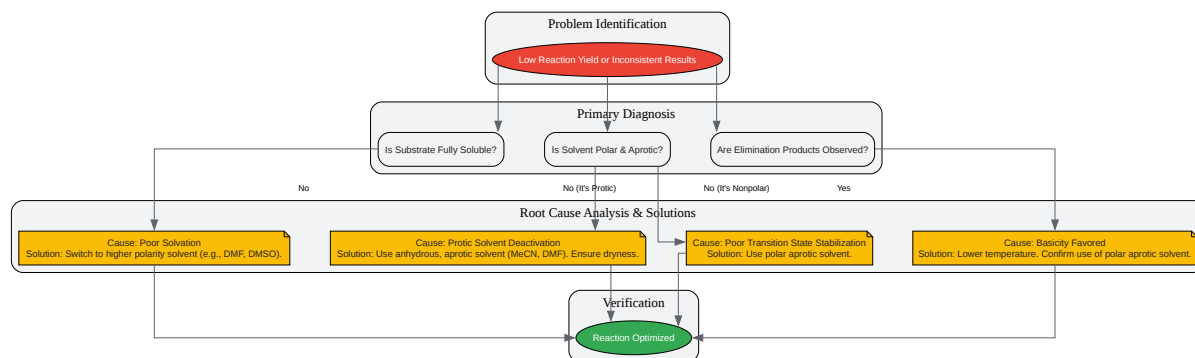 Problem Identification
Low Reaction Yield or Inconsistent Results
Primary Diagnosis
Is Substrate Fully Soluble?
Is Solvent Polar & Aprotic?
Are Elimination Products Observed?
No
No (It's Protic)
No (It's Nonpolar)
Yes
Root Cause Analysis & Solutions
Cause: Poor Solvation
Solution: Switch to higher polarity solvent (e.g., DMF, DMSO).
Cause: Protic Solvent Deactivation
Solution: Use anhydrous, aprotic solvent (MeCN, DMF). Ensure dryness.
Cause: Poor Transition State Stabilization
Solution: Use polar aprotic solvent.
Cause: Basicity Favored
Solution: Lower temperature. Confirm use of polar aprotic solvent.
Verification
Reaction Optimized